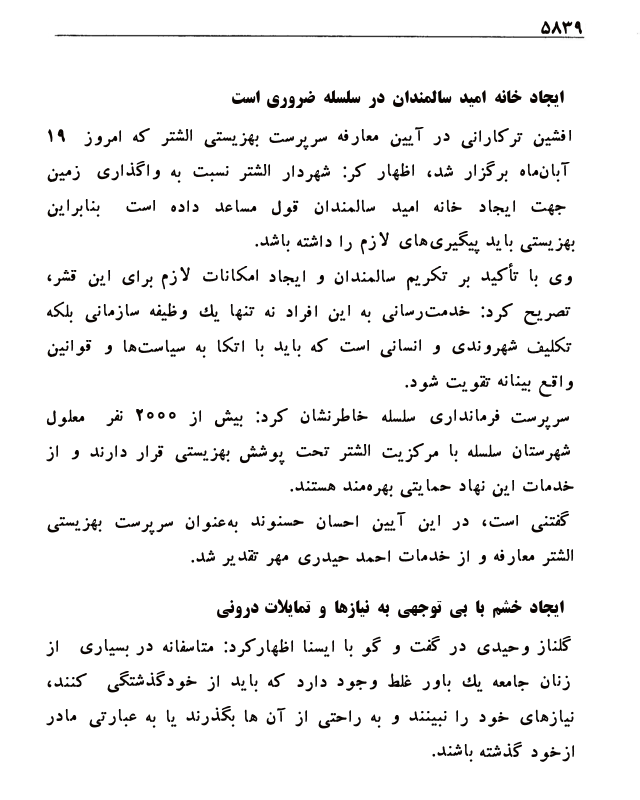 ۵۸۳۹
ایجاد خانه امید سالمندان در سلسله ضروری است
افشین ترکارانی در آیین معارفه سرپرست بهزیستی الشتر که امروز ۱۹
آبان‌ماه برگزار شد، اظهار کر: شهردار الشتر نسبت به واگذاری زمین
جهت ایجاد خانه امید سالمندان قول مساعد داده است بنابراین
بهزیستی باید پیگیری‌های لازم را داشته باشد.
وی با تأکید بر تکریم سالمندان و ایجاد امکانات لازم برای این قشر،
تصریح کرد: خدمت‌رسانی به این افراد نه تنها یك وظیفه سازمانی بلکه
تکلیف شهروندی و انسانی است که باید با اتکا به سیاست‌ها و قوانین
واقع بینانه تقویت شود.
سرپرست فرمانداری سلسله خاطرنشان کرد: بیش از ۲۰۰۰ نفر معلول
شهرستان سلسله با مرکزیت الشتر تحت پوشش بهزیستی قرار دارند و از
خدمات این نهاد حمایتی بهره‌مند هستند.
گفتنی است، در این آیین احسان حسنوند به‌عنوان سرپرست بهزیستی
الشتر معارفه و از خدمات احمد حیدری مهر تقدیر شد.
ایجاد خشم با بی توجهی به نیازها و تمایلات درونی
گلناز وحیدی در گفت و گو با ایسنا اظهارکرد: متاسفانه در بسیاری از
زنان جامعه یك باور غلط وجود دارد که باید از خودگذشتگی کنند،
نیازهای خود را نبینند و به راحتی از آن ها بگذرند یا به عبارتی مادر
ازخود گذشته باشند.